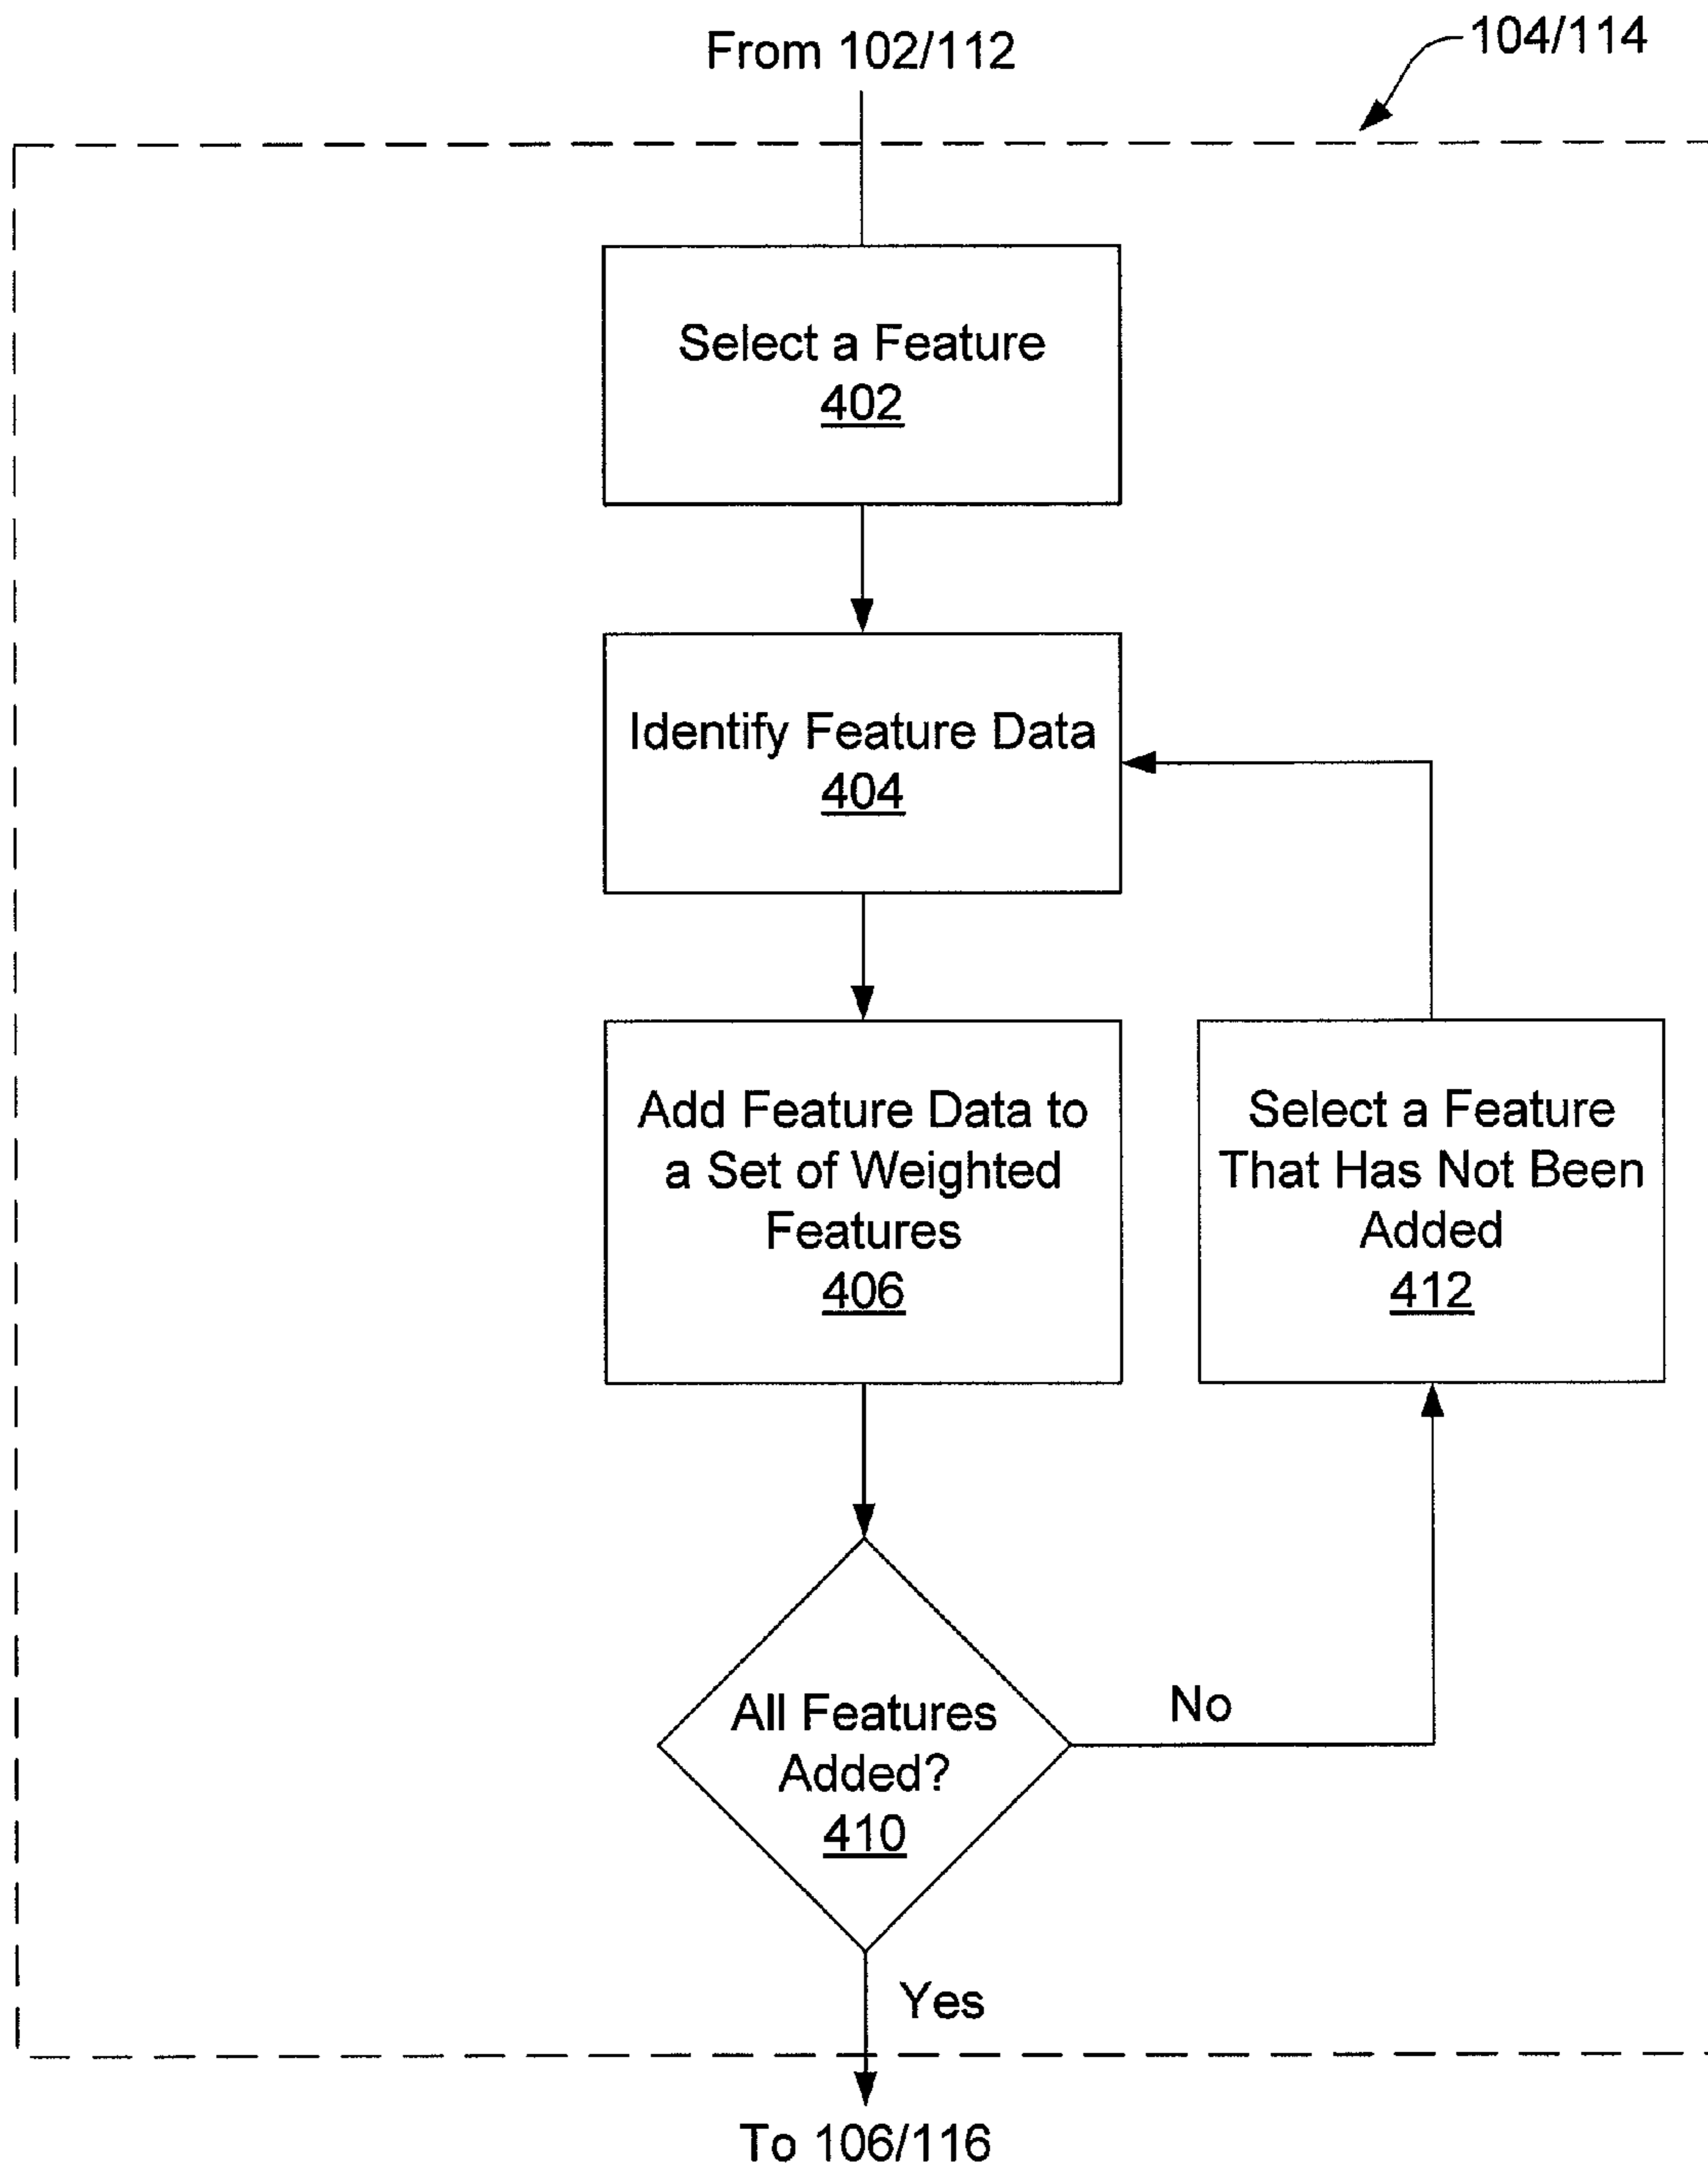 From 102/112
104/114
Select a Feature
402
Identify Feature Data
404
Add Feature Data to
a Set of Weighted
Features
406
Select a Feature
That Has Not Been
Added
412
All Features
Added?
410
No
Yes
To 106/116